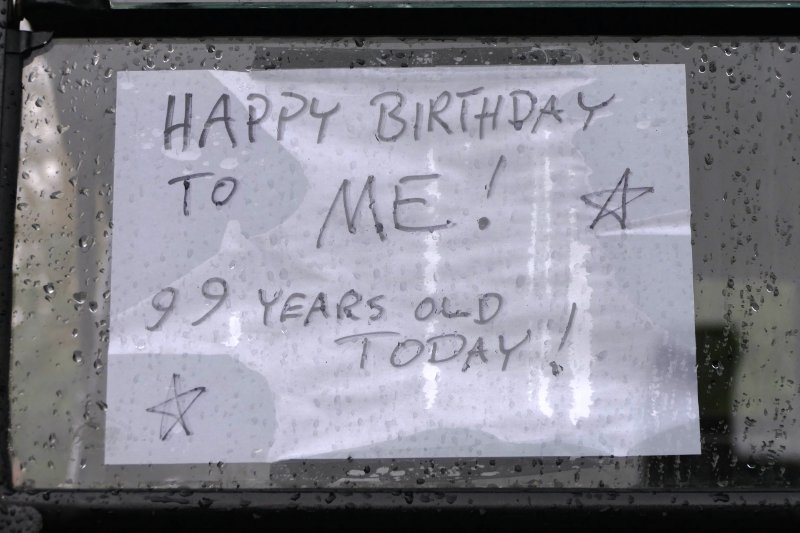 HAPPY BIRTHDAY
TO ME!
99 YEARS OLD
TODAY!